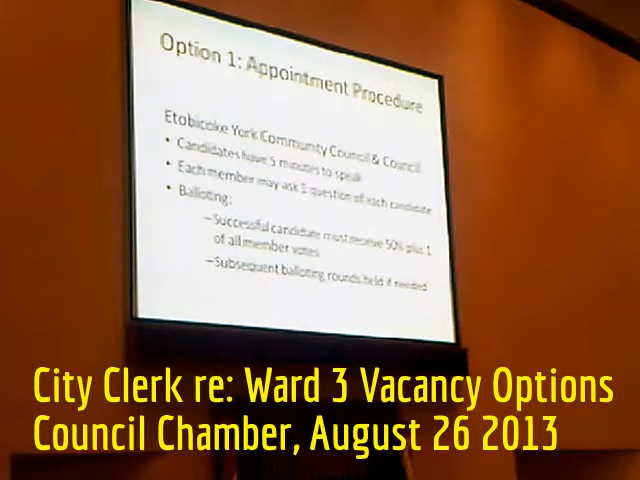 Option 1: Appointment Procedure
Etobicoke York Community Council & Council
• Candidates have 5 minutes to speak
• Each member may ask 1 question of each candidate
• Balloting:
–Successful candidate must receive 50% plus 1
of all member votes
–Subsequent balloting rounds held if needed
City Clerk re: Ward 3 Vacancy Options
Council Chamber, August 26 2013